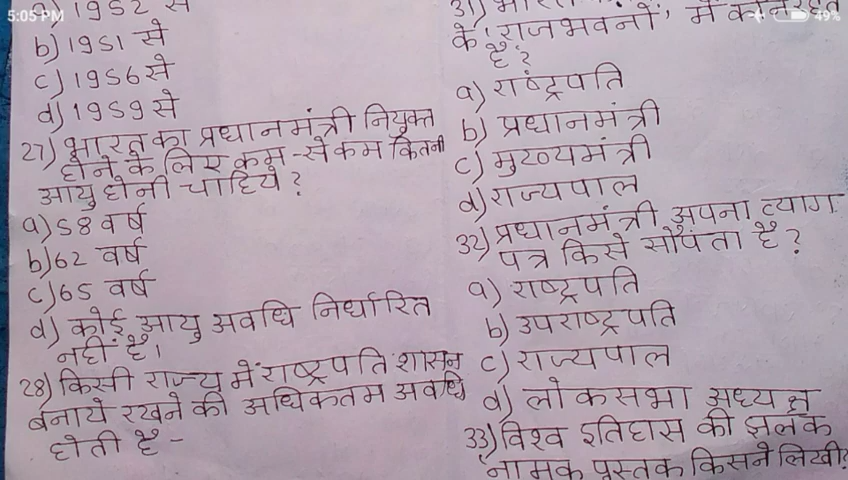 5:05 PM
49%
a) 1952 से
b) 1951 से
c) 1956 से
d) 1959 से
27) भारत का प्रधानमंत्री नियुक्त
होने के लिए कम-से कम कितनी
आयु होनी चाहिये?
a) 58 वर्ष
b) 62 वर्ष
c) 65 वर्ष
d) कोई आयु अवधि निर्धारित
नहीं है।
28) किसी राज्य में राष्ट्रपति शासन
बनाये रखने की अधिकतम अवधि
होती है -
31)
के 'राजभवनों' में कौन रहता
है?
a) राष्ट्रपति
b) प्रधानमंत्री
c) मुख्यमंत्री
d) राज्यपाल
32) प्रधानमंत्री अपना त्याग
पत्र किसे सौपंता है?
a) राष्ट्रपति
b) उपराष्ट्रपति
c) राज्यपाल
d) लोकसभा अध्यक्ष
33) विश्व इतिहास की झलक
नामक पुस्तक किसने लिखी?